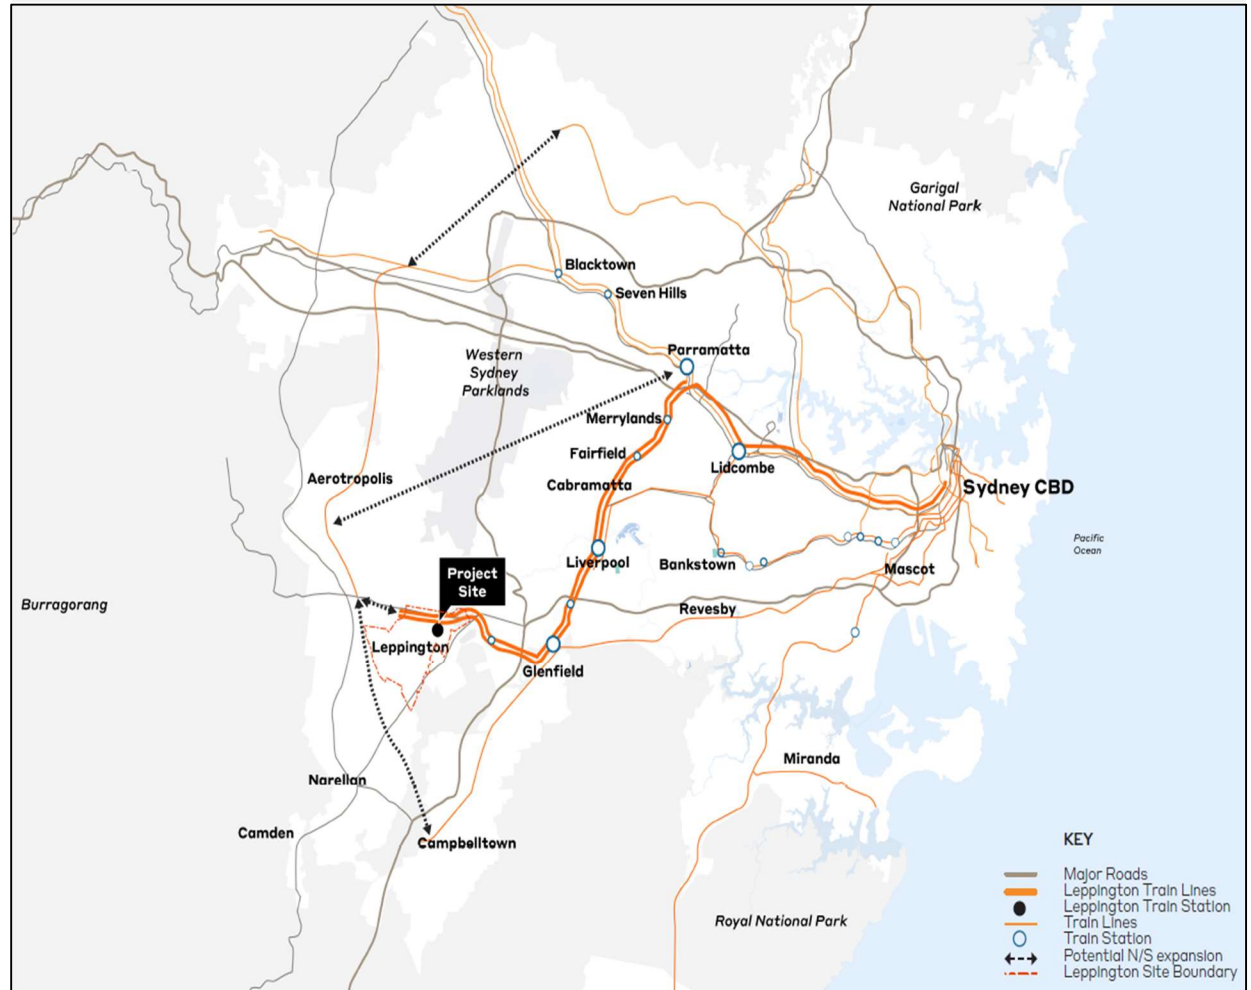 Garigal
National Park
Blacktown
Seven Hills
Parramatta
Western
Sydney
Parklands
Merrylands
Fairfield
Lidcombe
Aerotropolis
Cabramatta
Sydney CBD
Pacific
Ocean
Liverpool
Bankstown
Mascot
Project
Site
Burragorang
Revesby
Leppington
Glenfield
Miranda
Narellan
Camden
Campbelltown
Royal National Park
KEY
Major Roads
Leppington Train Lines
Leppington Train Station
Train Lines
Train Station
Potential N/S expansion
Leppington Site Boundary